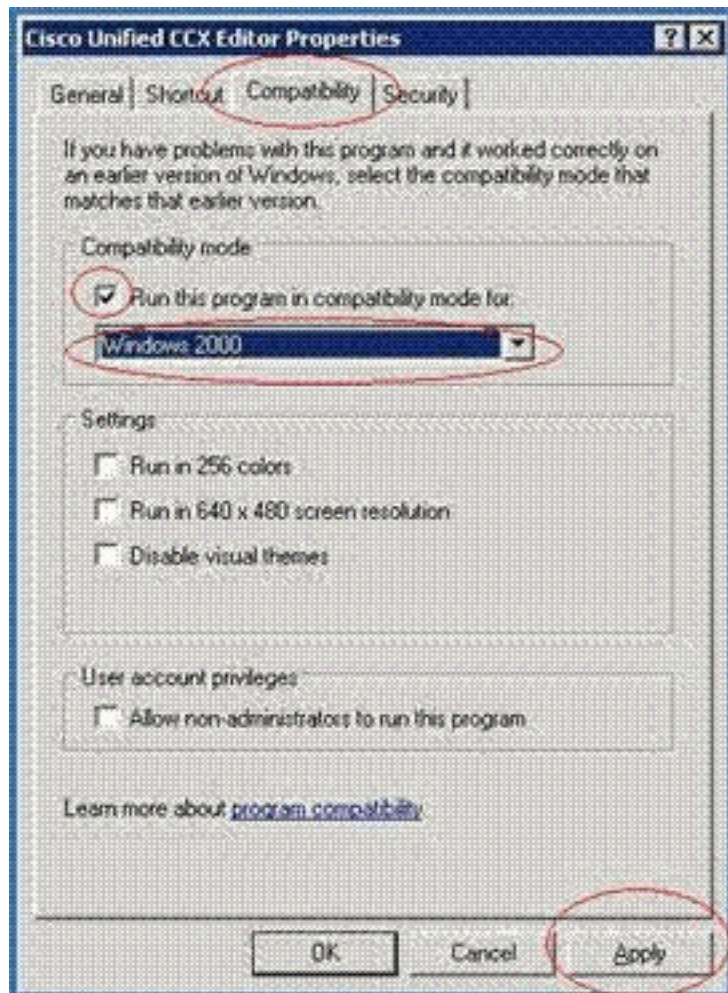 Cisco Unified CCX Editor Properties
General Shortcut Compatibility Security
If you have problems with this program and it worked correctly on
an earlier version of Windows, select the compatibility mode that
matches that earlier version.
Compatibility mode
Run this program in compatibility mode for:
Windows 2000
Settings
Run in 256 colors
Run in 640 x 480 screen resolution
Disable visual themes
User account privileges
Allow non-administrators to run this program
Learn more about program compatibility.
OK Cancel Apply